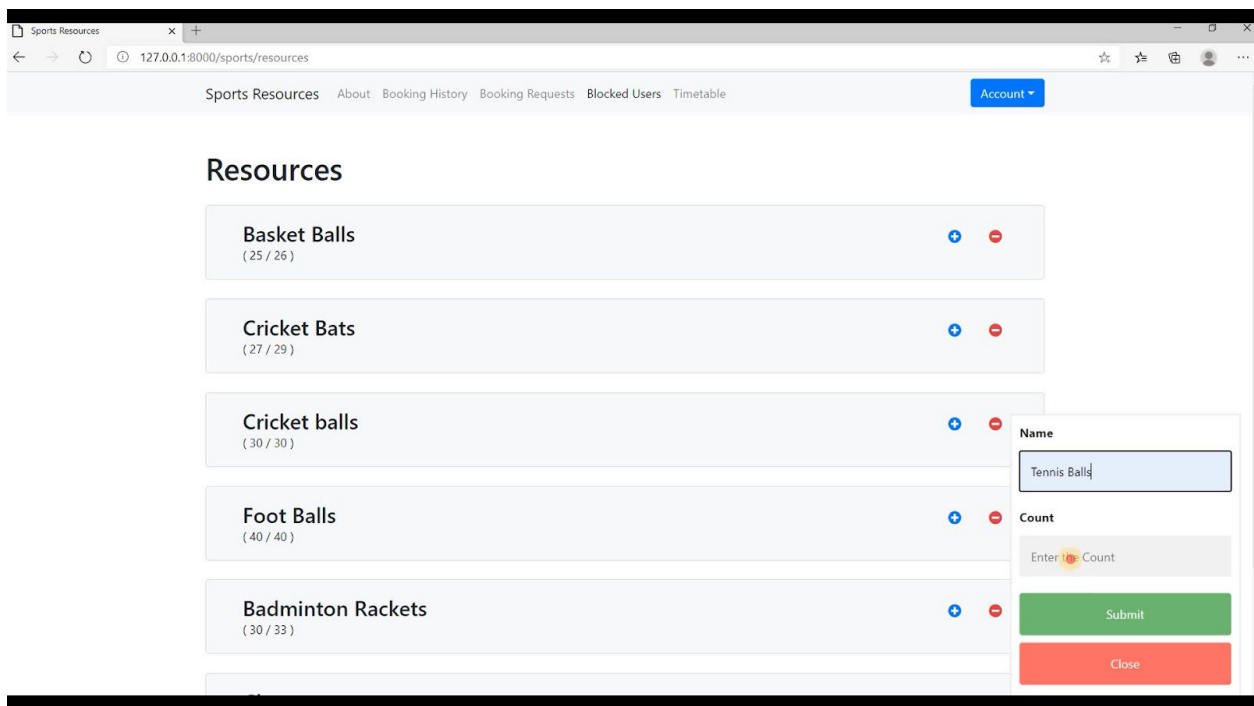 Sports Resources
127.0.0.1:8000/sports/resources
Sports Resources About Booking History Booking Requests Blocked Users Timetable Account
Resources
Basket Balls
( 25 / 26 )
Cricket Bats
( 27 / 29 )
Cricket balls
( 30 / 30 )
Foot Balls
( 40 / 40 )
Badminton Rackets
( 30 / 33 )
Name
Tennis Balls
Count
Enter the Count
Submit
Close